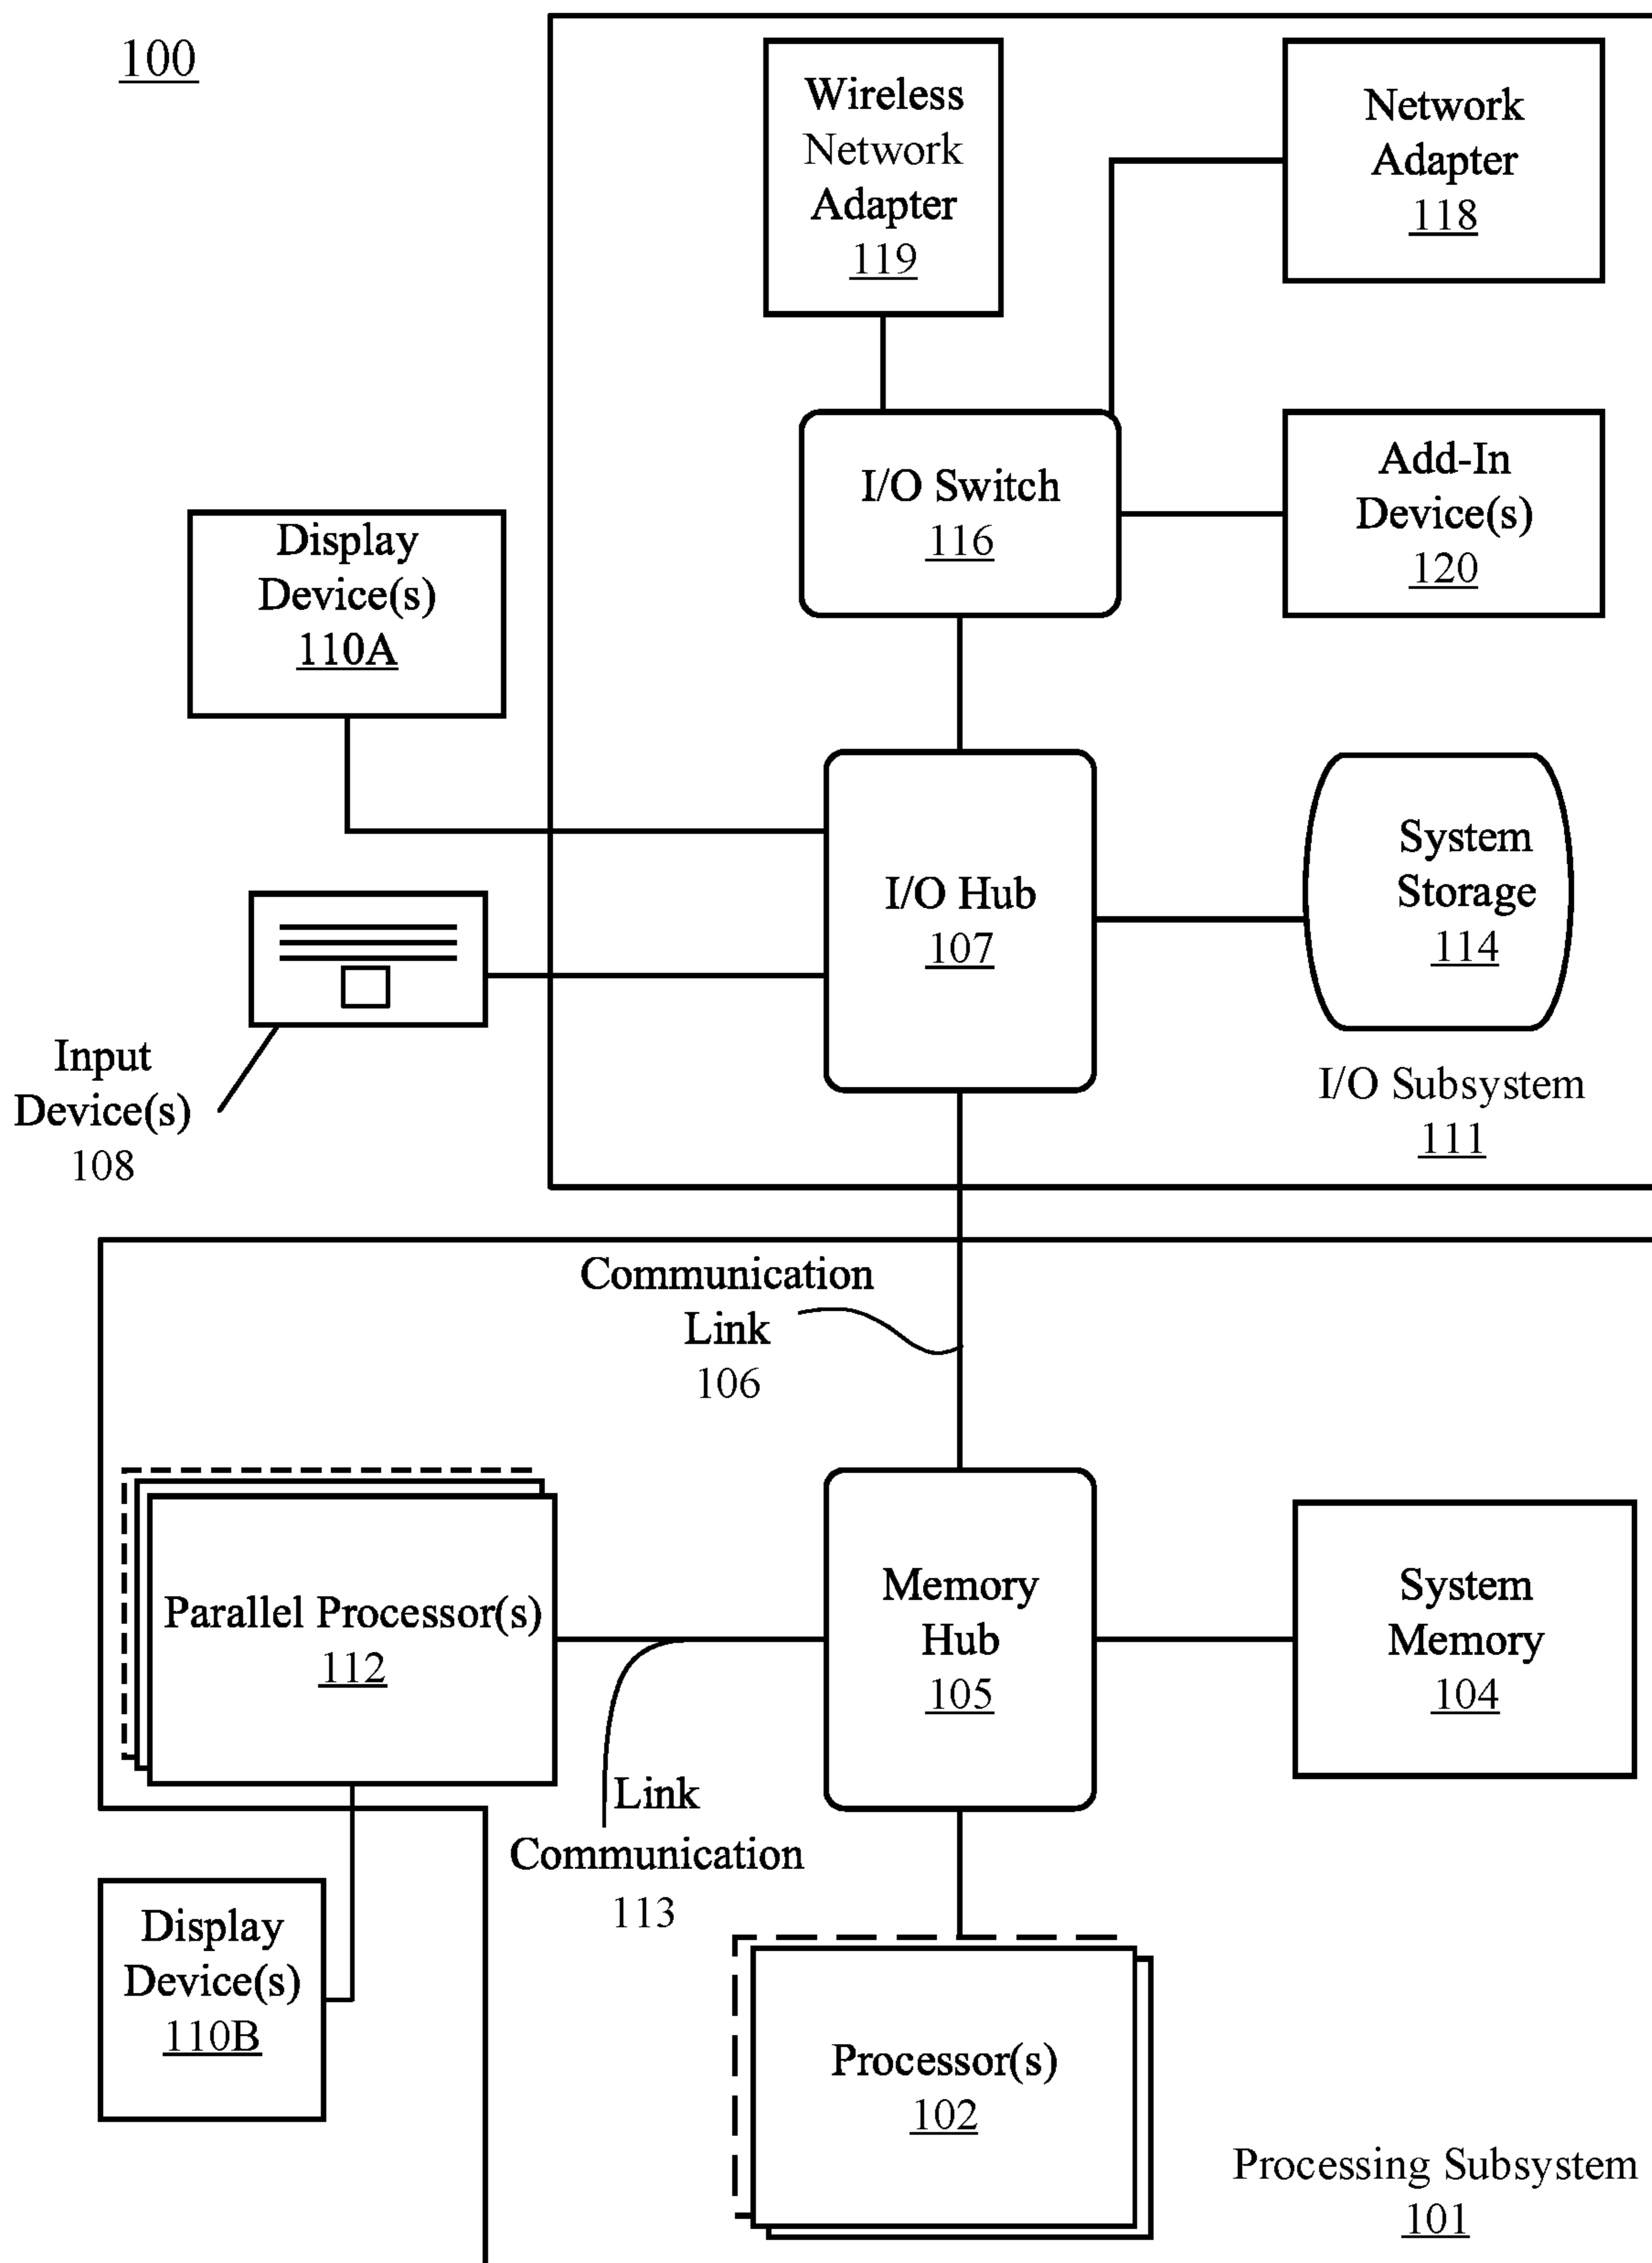 100
Wireless
Network
Adapter
119
Network
Adapter
118
I/O Switch
116
Add-In
Device(s)
120
Display
Device(s)
110A
I/O Hub
107
System
Storage
114
Input
Device(s)
108
I/O Subsystem
111
Communication
Link
106
Parallel Processor(s)
112
Memory
Hub
105
System
Memory
104
Link
Communication
113
Display
Device(s)
110B
Processor(s)
102
Processing Subsystem
101